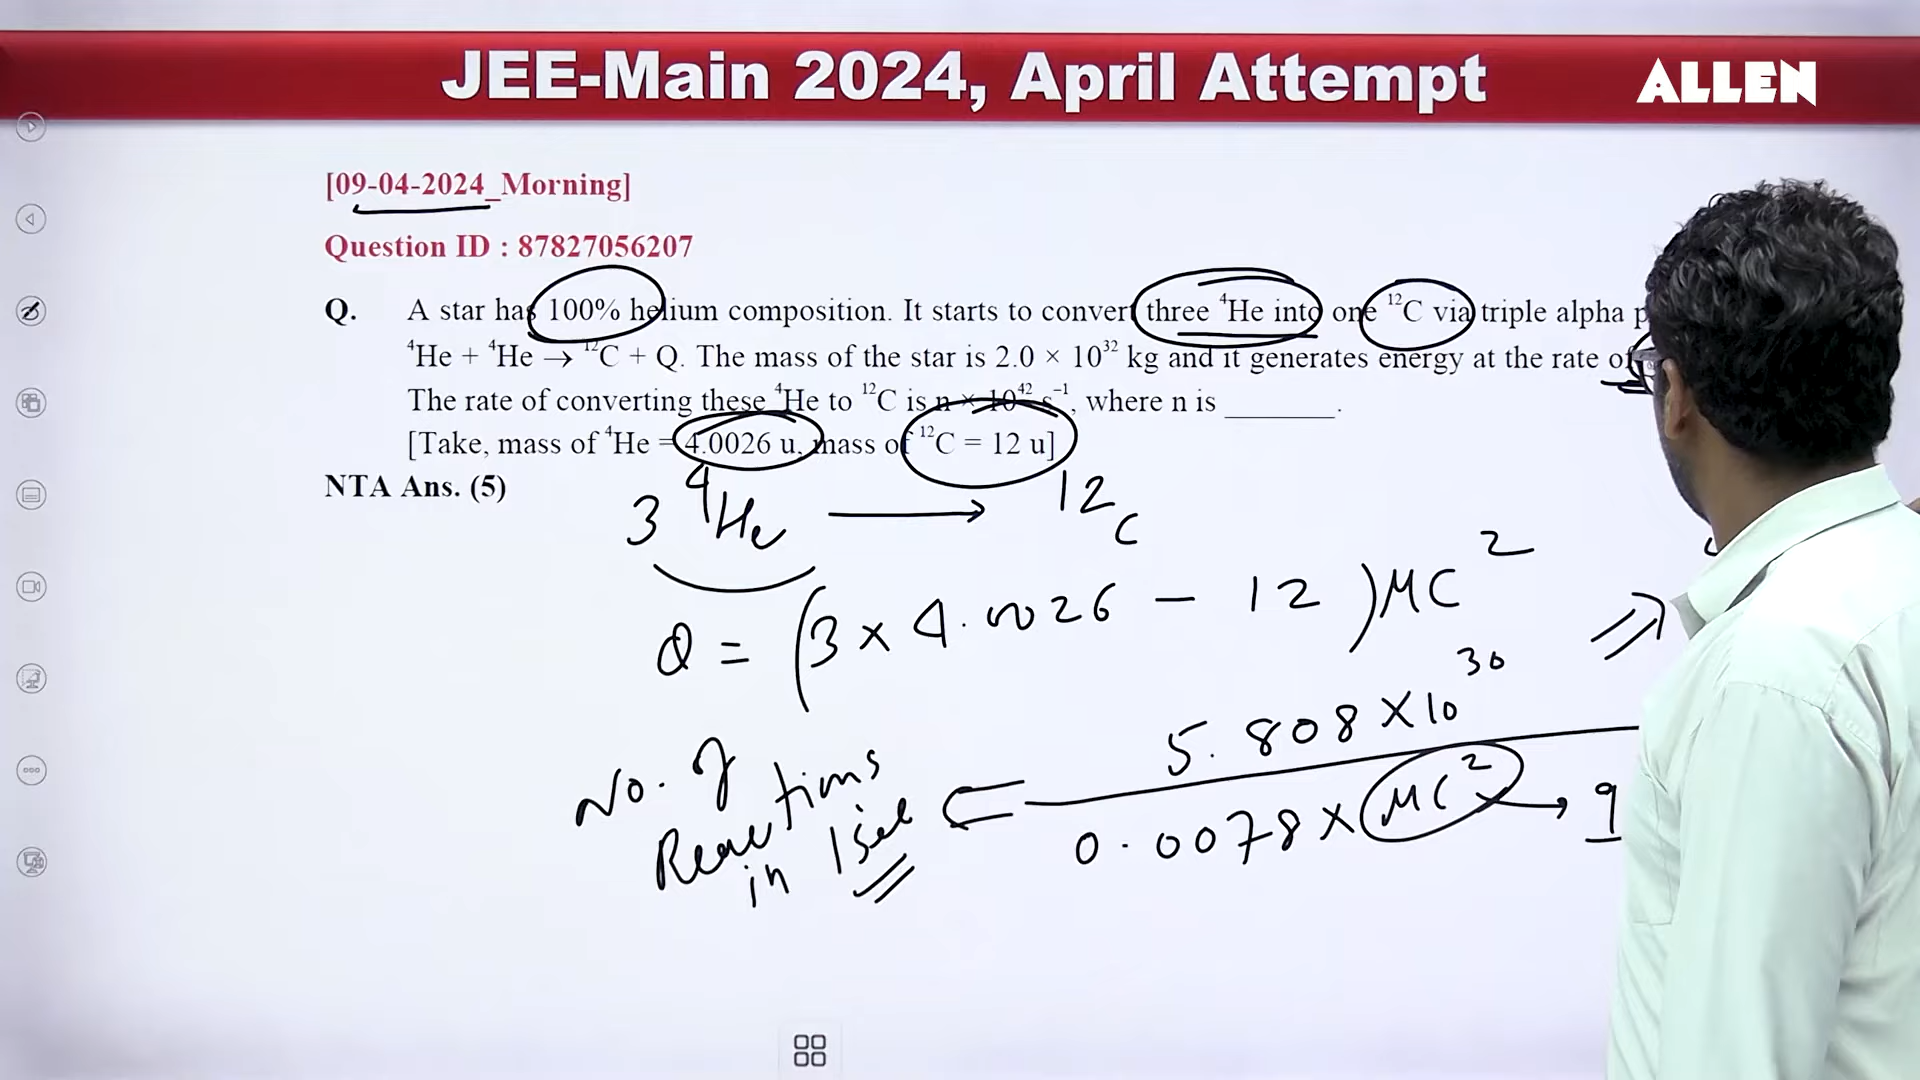 JEE-Main 2024, April Attempt
ALLEN
[09-04-2024_Morning]
Question ID : 87827056207
Q. A star has 100% helium composition. It starts to convert three ⁴He into one ¹²C via triple alpha p
⁴He + ⁴He → ¹²C + Q. The mass of the star is 2.0 × 10³² kg and it generates energy at the rate of
The rate of converting these ⁴He to ¹²C is n × 10⁴² s⁻¹, where n is ________.
[Take, mass of ⁴He = 4.0026 u, mass of ¹²C = 12 u]
NTA Ans. (5)
3 ⁴He → ¹²C
Q = (3 × 4.0026 − 12) MC²
5.808 × 10³⁰
0.0078 × MC² → 9
No. of
Reactions
in 1 sec